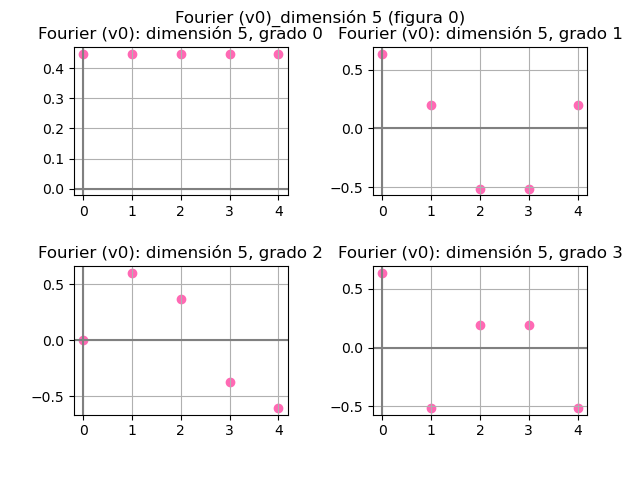 Fourier (v0)_dimensión 5 (figura 0)
Fourier (v0): dimensión 5, grado 0
0.4
0.3
0.2
0.1
0.0
0 1 2 3 4
Fourier (v0): dimensión 5, grado 1
0.5
0.0
−0.5
0 1 2 3 4
Fourier (v0): dimensión 5, grado 2
0.5
0.0
−0.5
0 1 2 3 4
Fourier (v0): dimensión 5, grado 3
0.5
0.0
−0.5
0 1 2 3 4